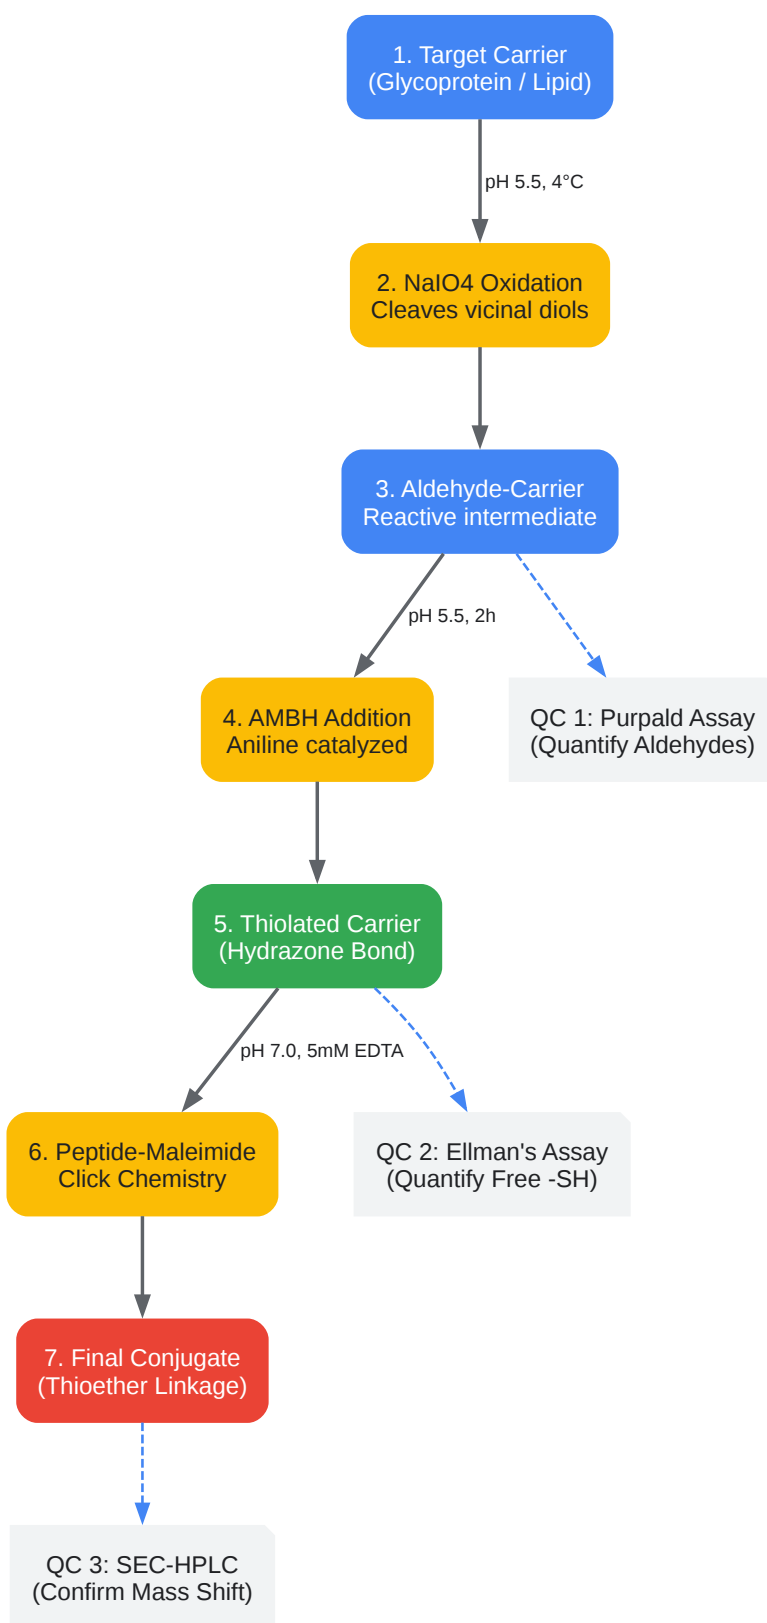 1. Target Carrier
(Glycoprotein / Lipid)
pH 5.5, 4°C
2. NaIO4 Oxidation
Cleaves vicinal diols
3. Aldehyde-Carrier
Reactive intermediate
pH 5.5, 2h
4. AMBH Addition
Aniline catalyzed
QC 1: Purpald Assay
(Quantify Aldehydes)
5. Thiolated Carrier
(Hydrazone Bond)
pH 7.0, 5mM EDTA
6. Peptide-Maleimide
Click Chemistry
QC 2: Ellman's Assay
(Quantify Free -SH)
7. Final Conjugate
(Thioether Linkage)
QC 3: SEC-HPLC
(Confirm Mass Shift)